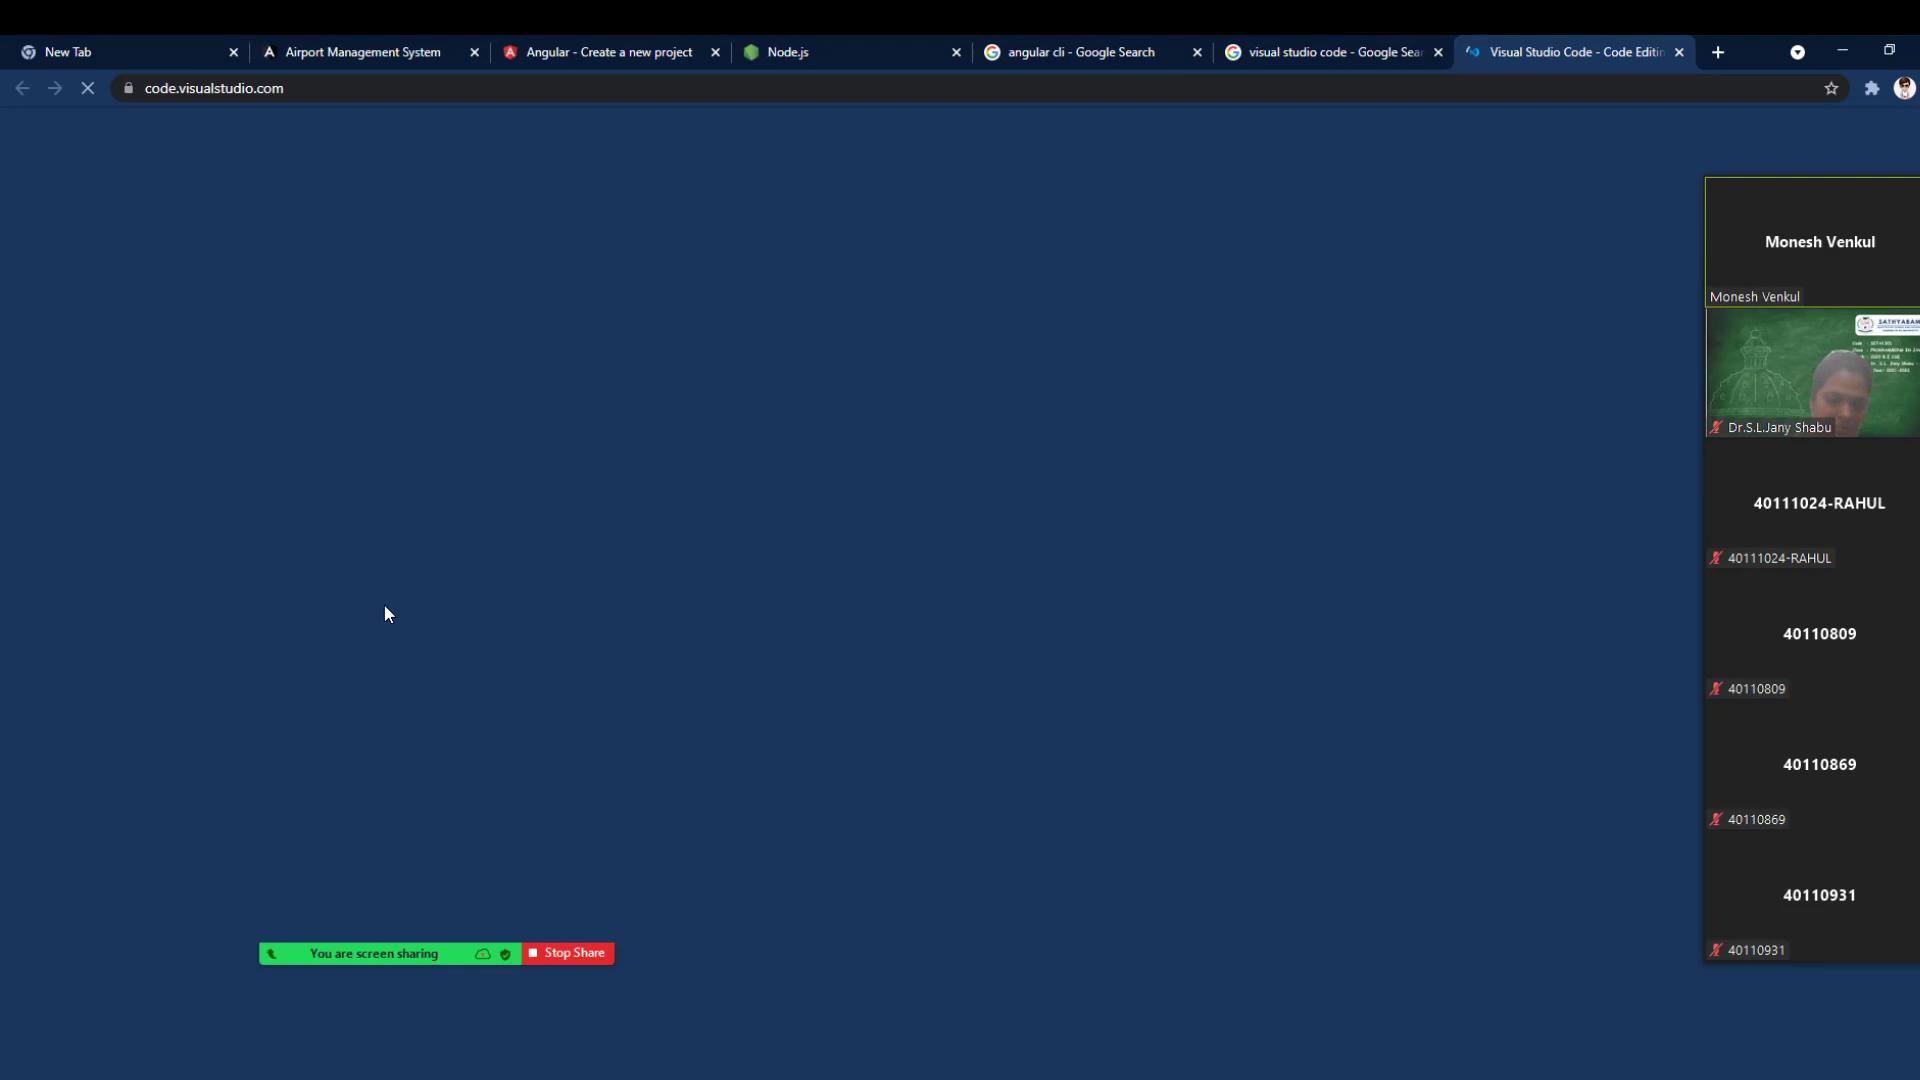 New Tab
Airport Management System
Angular - Create a new project
Node.js
angular cli - Google Search
visual studio code - Google Sear
Visual Studio Code - Code Editin
code.visualstudio.com
Monesh Venkul
Monesh Venkul
SATHYABAM
Dr.S.L.Jany Shabu
40111024-RAHUL
40111024-RAHUL
40110809
40110809
40110869
40110869
40110931
40110931
You are screen sharing
Stop Share